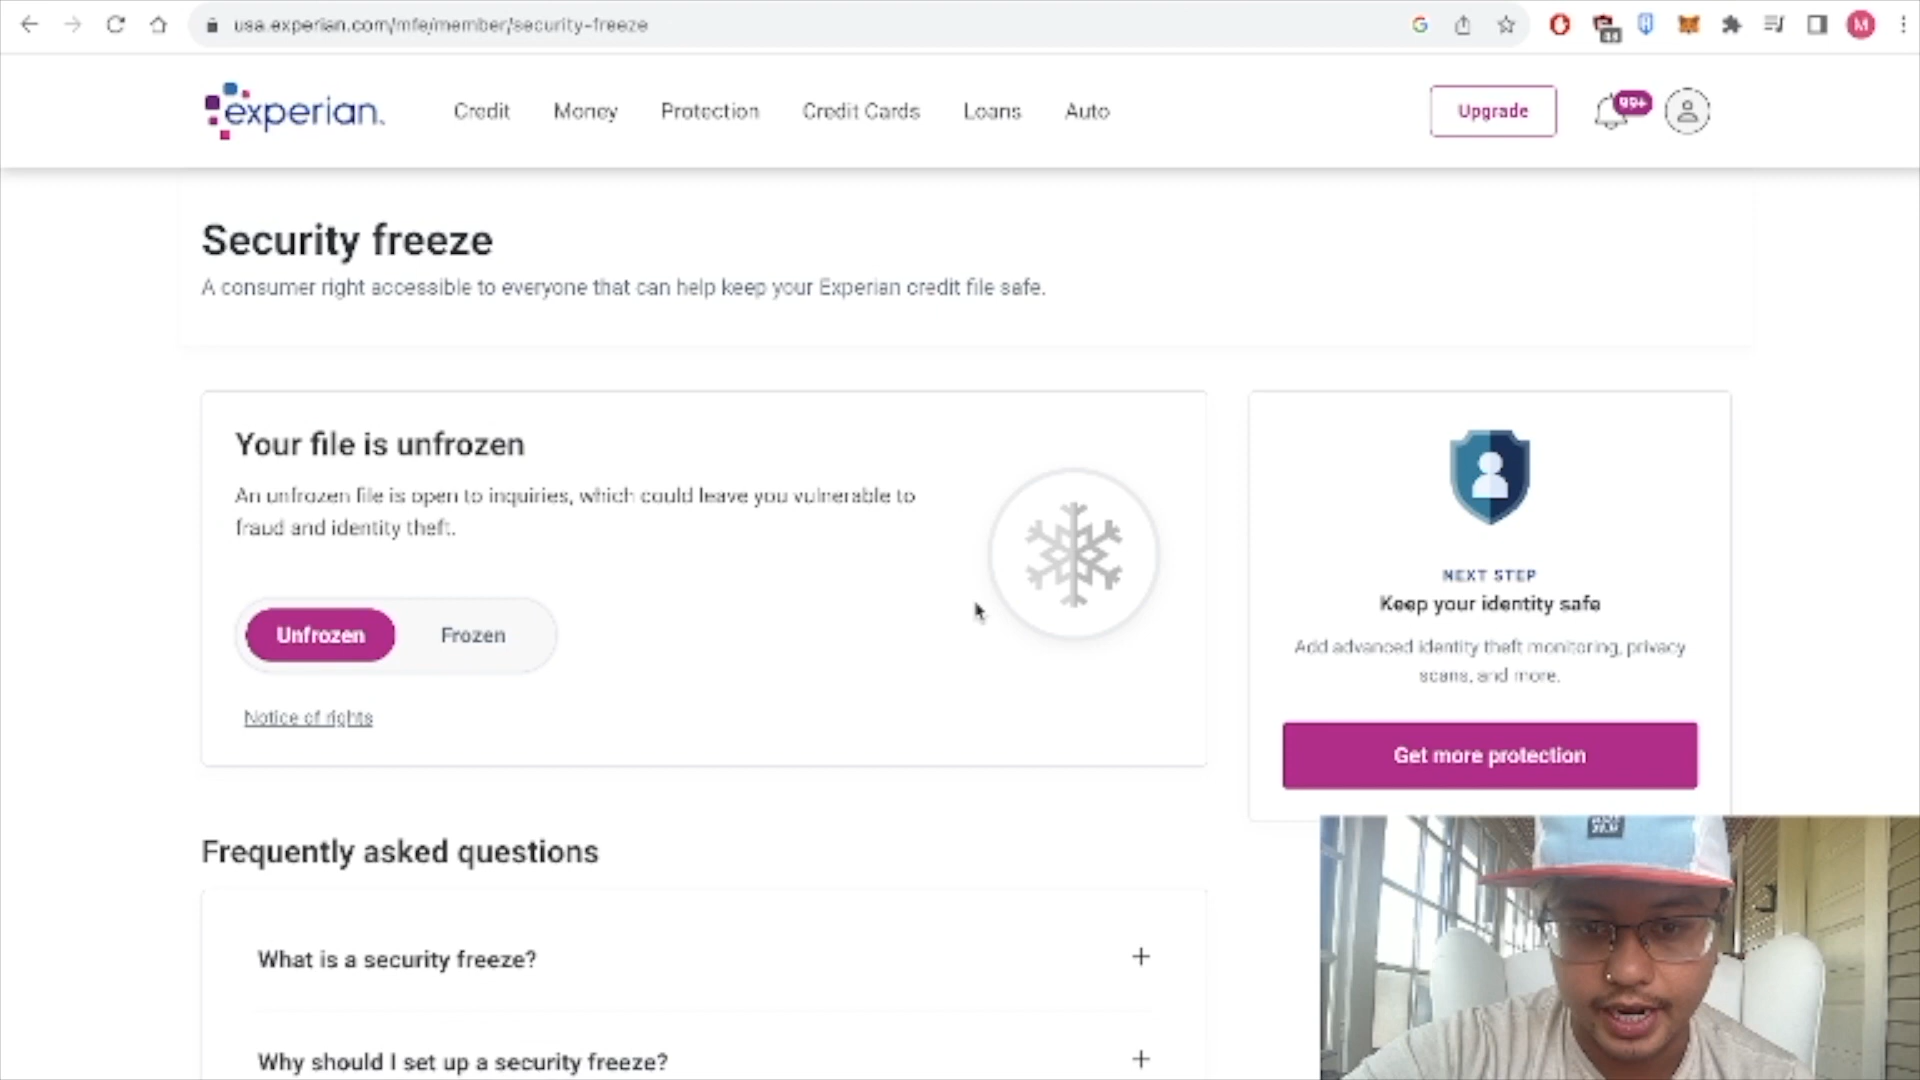 usa.experian.com/mfe/member/security-freeze
M
experian.
Credit
Money
Protection
Credit Cards
Loans
Auto
Upgrade
99+
Security freeze
A consumer right accessible to everyone that can help keep your Experian credit file safe.
Your file is unfrozen
An unfrozen file is open to inquiries, which could leave you vulnerable to
fraud and identity theft.
Unfrozen
Frozen
Notice of rights
NEXT STEP
Keep your identity safe
Add advanced identity theft monitoring, privacy
scans, and more.
Get more protection
Frequently asked questions
What is a security freeze?
Why should I set up a security freeze?